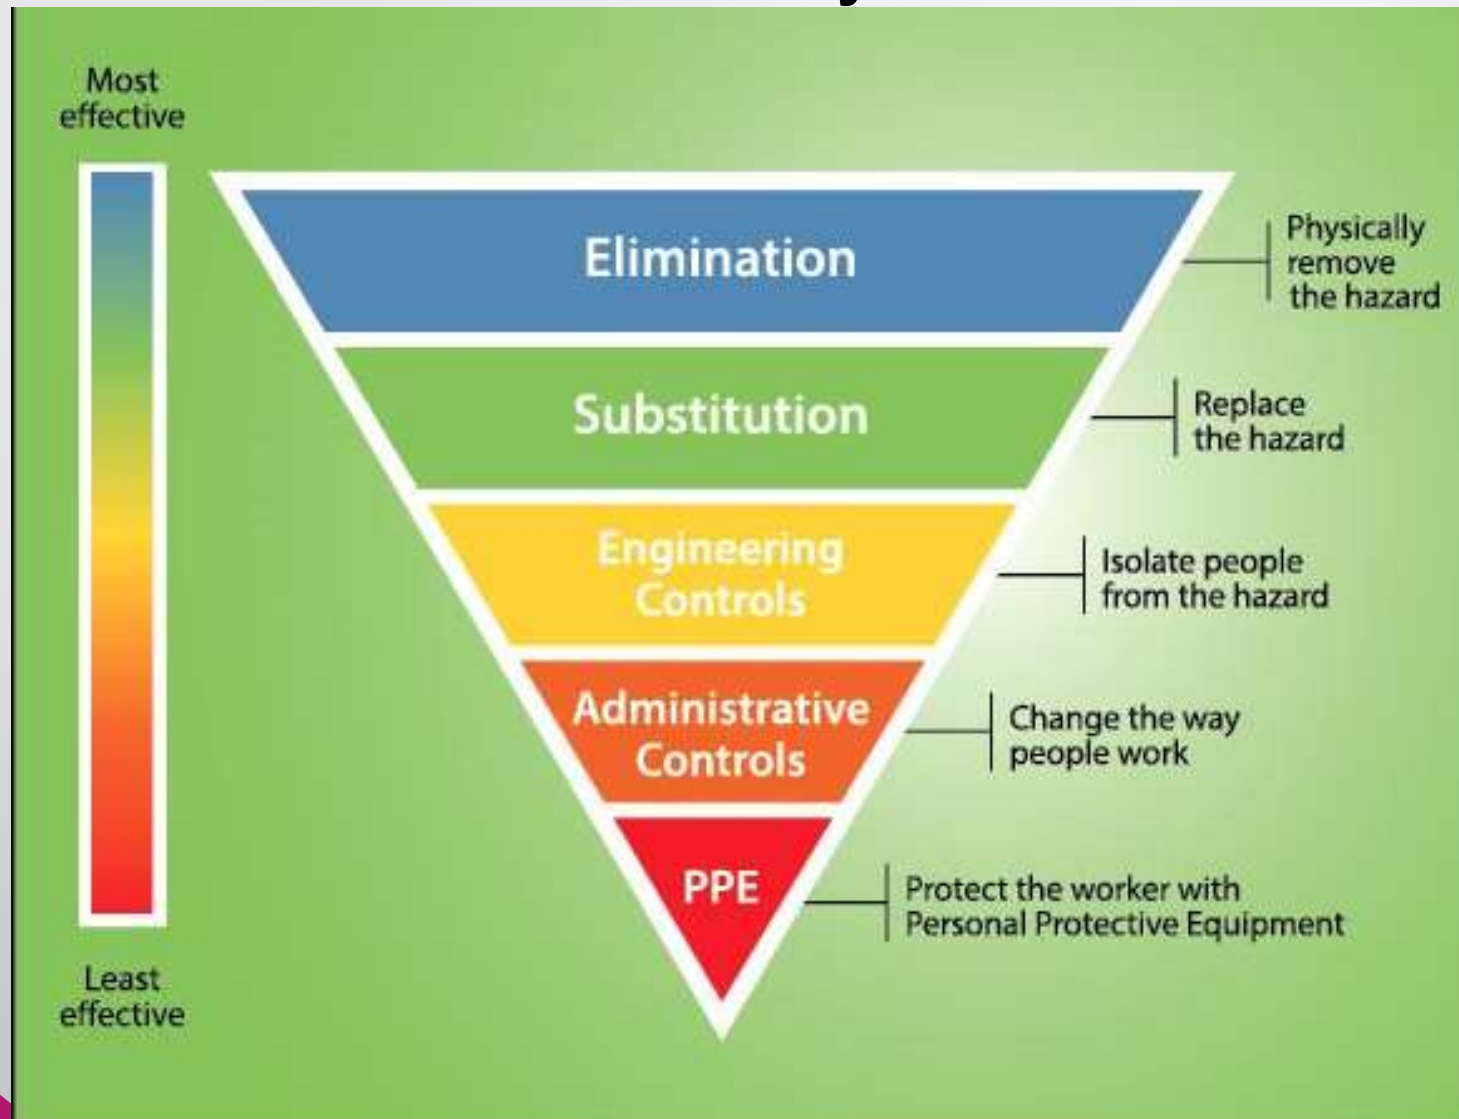 Most
effective
Elimination
Physically
remove
the hazard
Substitution
Replace
the hazard
Engineering
Controls
Isolate people
from the hazard
Administrative
Controls
Change the way
people work
PPE
Protect the worker with
Personal Protective Equipment
Least
effective